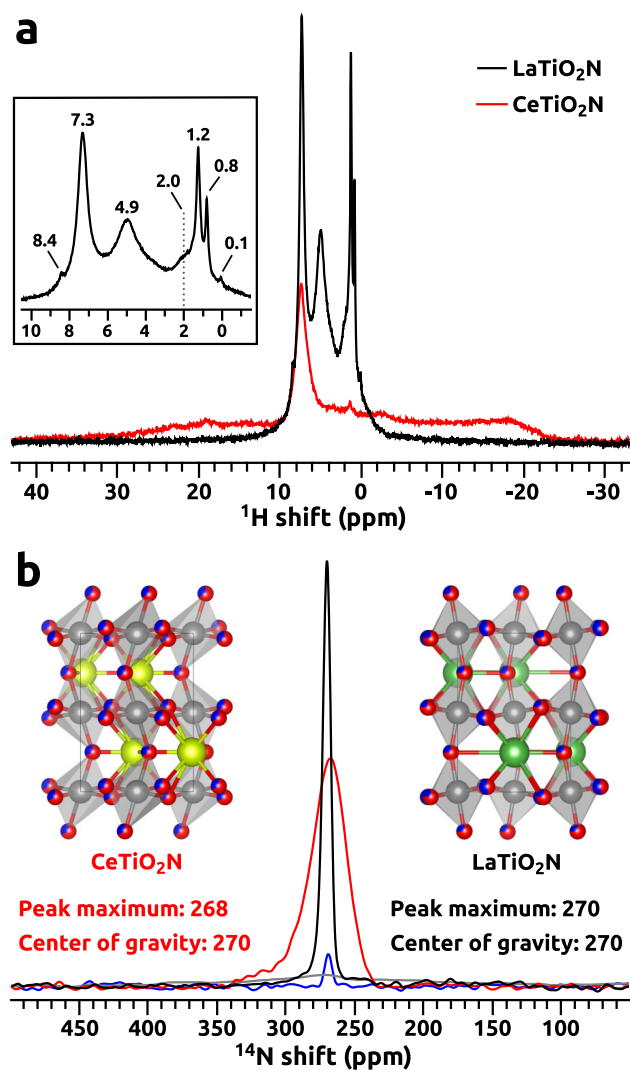 a
LaTiO₂N
CeTiO₂N
7.3
1.2
2.0
0.8
4.9
8.4
0.1
10 8 6 4 2 0
40 30 20 10 0 -10 -20 -30
¹H shift (ppm)
b
CeTiO₂N
LaTiO₂N
Peak maximum: 268
Peak maximum: 270
Center of gravity: 270
Center of gravity: 270
450 400 350 300 250 200 150 100
¹⁴N shift (ppm)